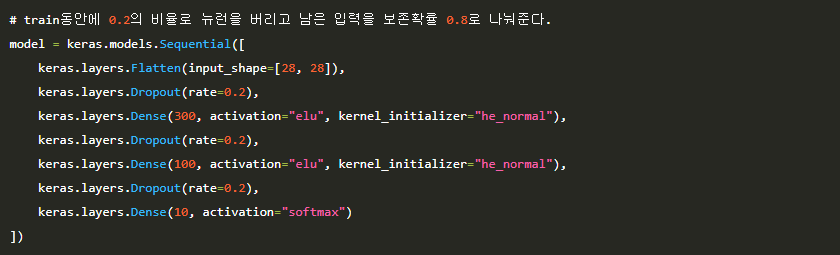 # train동안에 0.2의 비율로 뉴런을 버리고 남은 입력을 보존확률 0.8로 나눠준다.
model = keras.models.Sequential([
    keras.layers.Flatten(input_shape=[28, 28]),
    keras.layers.Dropout(rate=0.2),
    keras.layers.Dense(300, activation="elu", kernel_initializer="he_normal"),
    keras.layers.Dropout(rate=0.2),
    keras.layers.Dense(100, activation="elu", kernel_initializer="he_normal"),
    keras.layers.Dropout(rate=0.2),
    keras.layers.Dense(10, activation="softmax")
])